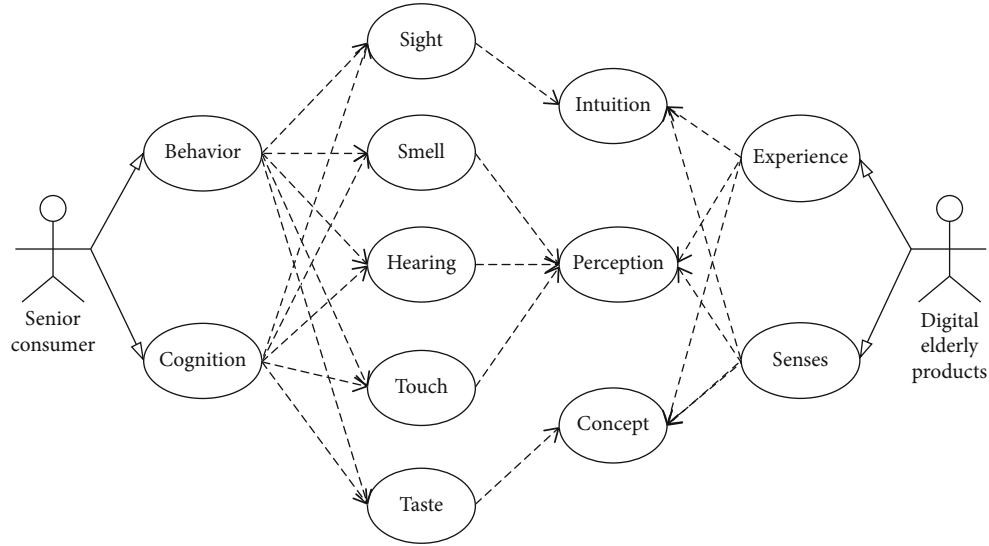 Sight
Intuition
Behavior
Smell
Experience
Hearing
Perception
Senior
consumer
Digital
elderly
products
Cognition
Touch
Senses
Concept
Taste